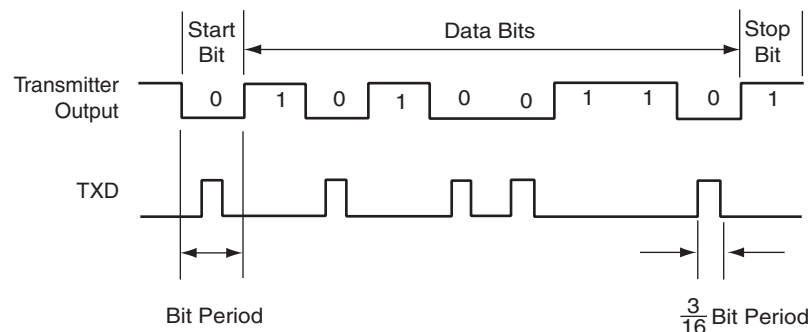 Start
Bit
Data Bits
Stop
Bit
Transmitter
Output
0 1 0 1 0 0 1 1 0 1
TXD
Bit Period
3/16 Bit Period